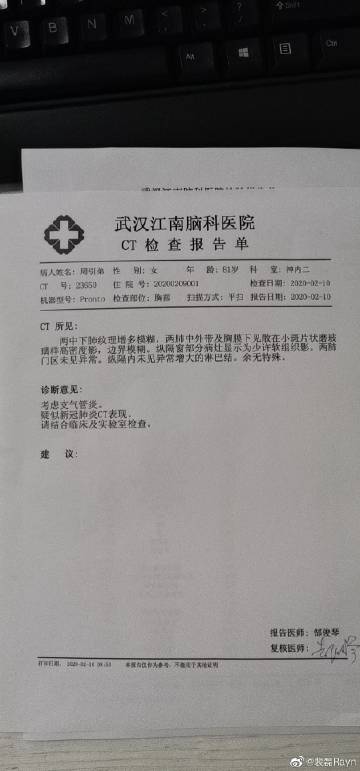 武汉江南脑科医院
CT 检查报告单
病人姓名: 周引弟 性 别: 女 年 龄: 81岁 科 室: 神内二
CT 号: 23650 住 院 号: 20200209001 检查日期: 2020-02-10
机器型号: Pronto 检查部位: 胸部 扫描方式: 平扫 报告日期: 2020-02-10
CT 所见:
两中下肺纹理增多模糊, 两肺中外带及胸膜下见散在小斑片状磨玻
璃样高密度影, 边界模糊。纵隔窗部分病灶显示为少许软组织影, 两肺
门区未见异常。纵隔内未见异常增大的淋巴结。余无特殊。
诊断意见:
考虑支气管炎。
疑似新冠肺炎CT表现,
请结合临床及实验室检查。
建 议:
报告医师: 邹俊琴
复核医师:
打印日期: 2020-02-10
本报告仅作为参考, 不能用于其他证明
@裴磊Rayn
Shift
V
B
N
M